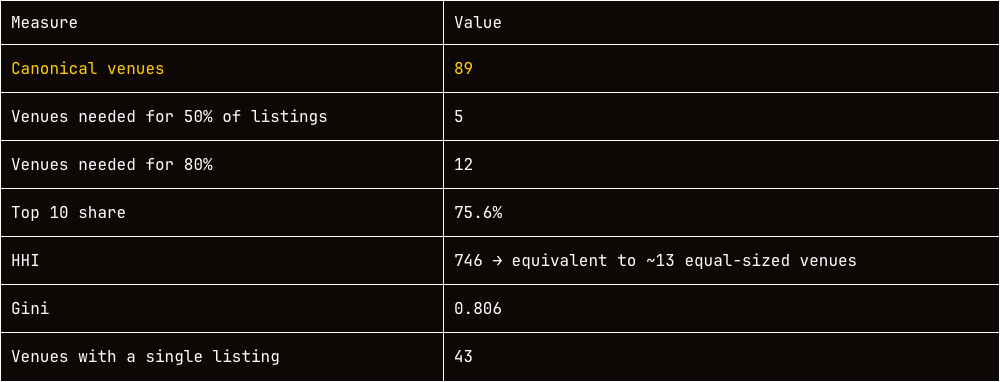 Measure Value
Canonical venues 89
Venues needed for 50% of listings 5
Venues needed for 80% 12
Top 10 share 75.6%
HHI 746 → equivalent to ~13 equal-sized venues
Gini 0.806
Venues with a single listing 43